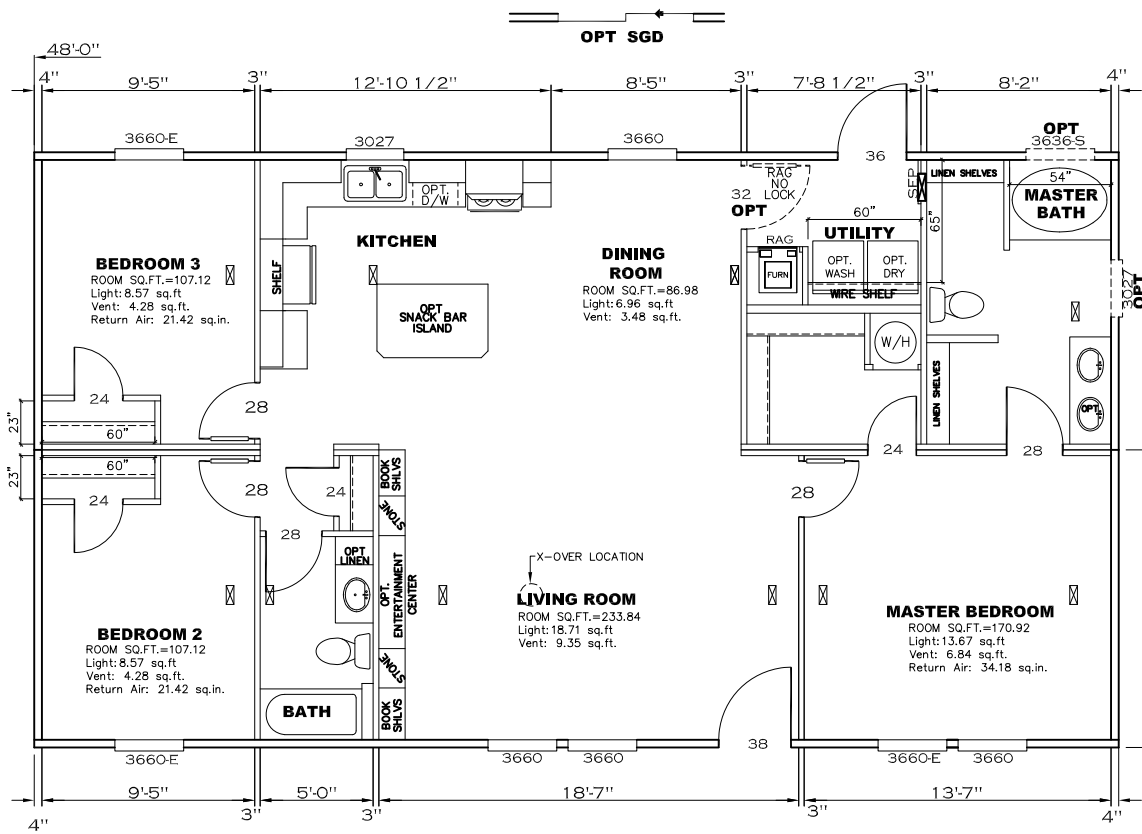 OPT SGD
48'-0"
4"
9'-5"
3"
12'-10 1/2"
8'-5"
3"
7'-8 1/2"
3"
8'-2"
4"
3660-E
3027
3660
36
OPT
3636-S
OPT.
D/W
RAG
NO
LOCK
32
OPT
SEP
LINEN SHELVES
54"
MASTER
BATH
60"
65"
UTILITY
KITCHEN
DINING
ROOM
ROOM SQ.FT.=86.98
Light: 6.96 sq.ft
Vent: 3.48 sq.ft.
BEDROOM 3
ROOM SQ.FT.=107.12
Light: 8.57 sq.ft
Vent: 4.28 sq.ft.
Return Air: 21.42 sq.in.
SHELF
RAG
FURN
OPT.
WASH
OPT.
DRY
WIRE SHELF
3027
OPT
OPT
SNACK BAR
ISLAND
W/H
24
28
23"
60"
LINEN SHELVES
OPT
24
28
23"
60"
24
28
24
28
BOOK
SHLVS
STONE
28
OPT
LINEN
OPT.
ENTERTAINMENT
CENTER
X-OVER LOCATION
LIVING ROOM
ROOM SQ.FT.=233.84
Light: 18.71 sq.ft
Vent: 9.35 sq.ft.
MASTER BEDROOM
ROOM SQ.FT.=170.92
Light: 13.67 sq.ft
Vent: 6.84 sq.ft.
Return Air: 34.18 sq.in.
BEDROOM 2
ROOM SQ.FT.=107.12
Light: 8.57 sq.ft
Vent: 4.28 sq.ft.
Return Air: 21.42 sq.in.
STONE
BOOK
SHLVS
BATH
38
3660-E
3660
3660
3660-E
3660
4"
9'-5"
3"
5'-0"
3"
18'-7"
3"
13'-7"
4"